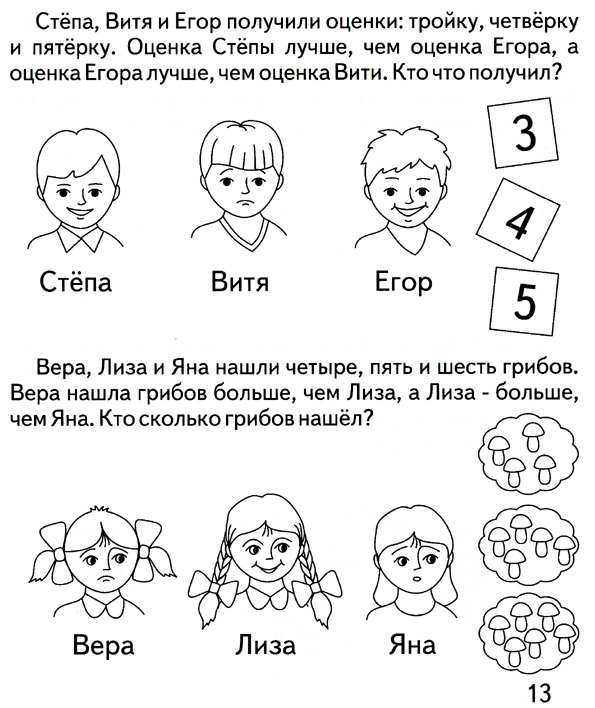 Стёпа, Витя и Егор получили оценки: тройку, четвёрку
и пятёрку. Оценка Стёпы лучше, чем оценка Егора, а
оценка Егора лучше, чем оценка Вити. Кто что получил?
3
4
5
Стёпа
Витя
Егор
Вера, Лиза и Яна нашли четыре, пять и шесть грибов.
Вера нашла грибов больше, чем Лиза, а Лиза - больше,
чем Яна. Кто сколько грибов нашёл?
Вера
Лиза
Яна
13